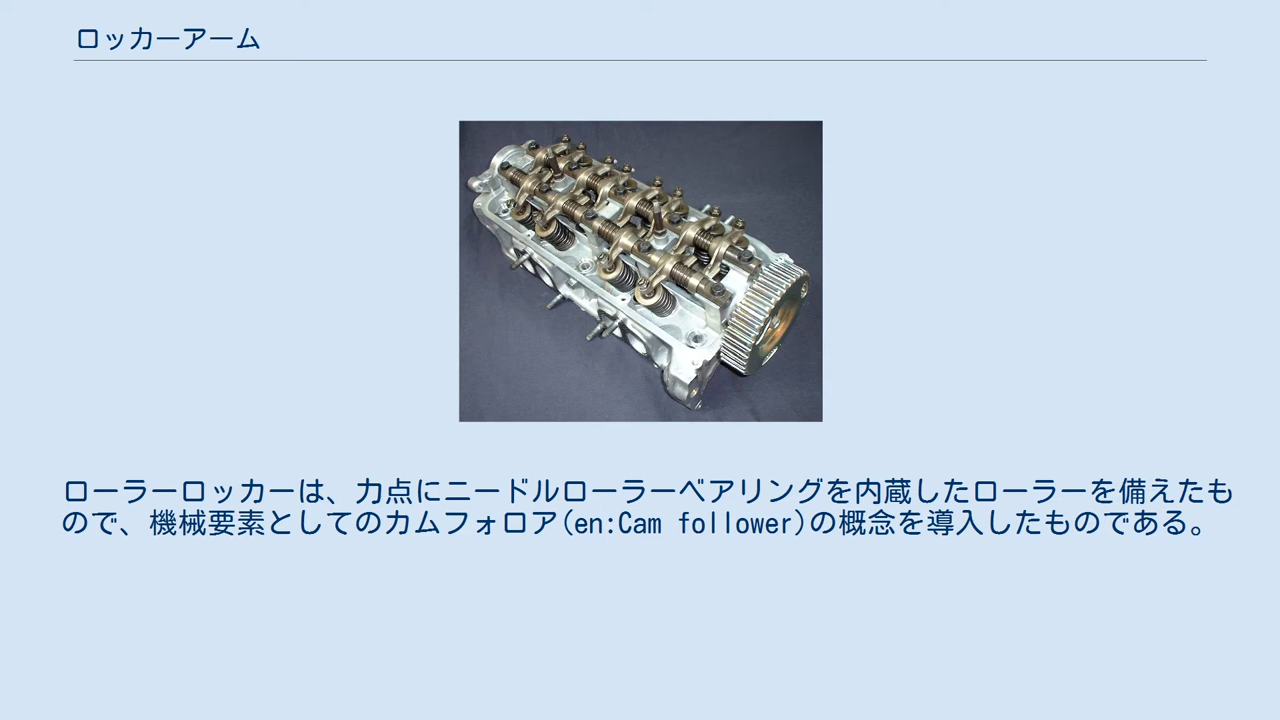 ロッカーアーム
ローラーロッカーは、力点にニードルローラーベアリングを内蔵したローラーを備えたも
ので、機械要素としてのカムフォロア(en:Cam follower)の概念を導入したものである。